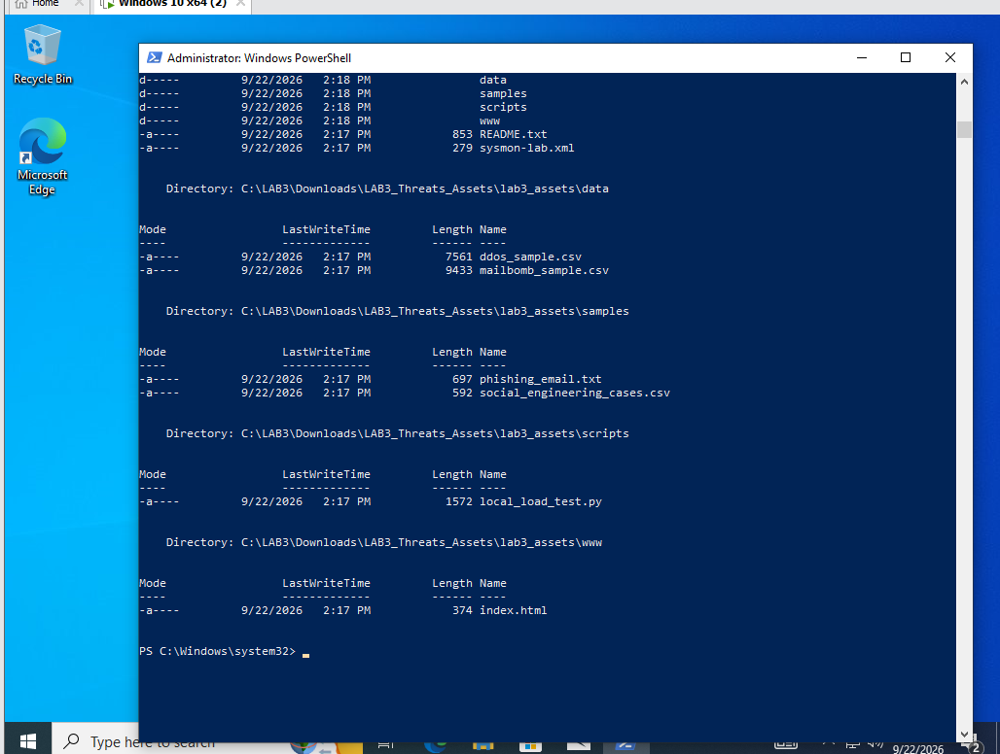 Home
Windows 10 x64 (2)
Recycle Bin
Microsoft
Edge
Administrator: Windows PowerShell
d----- 9/22/2026 2:18 PM data
d----- 9/22/2026 2:18 PM samples
d----- 9/22/2026 2:18 PM scripts
d----- 9/22/2026 2:18 PM www
-a---- 9/22/2026 2:17 PM 853 README.txt
-a---- 9/22/2026 2:17 PM 279 sysmon-lab.xml
Directory: C:\LAB3\Downloads\LAB3_Threats_Assets\lab3_assets\data
Mode LastWriteTime Length Name
---- ------------- ------ ----
-a---- 9/22/2026 2:17 PM 7561 ddos_sample.csv
-a---- 9/22/2026 2:17 PM 9433 mailbomb_sample.csv
Directory: C:\LAB3\Downloads\LAB3_Threats_Assets\lab3_assets\samples
Mode LastWriteTime Length Name
---- ------------- ------ ----
-a---- 9/22/2026 2:17 PM 697 phishing_email.txt
-a---- 9/22/2026 2:17 PM 592 social_engineering_cases.csv
Directory: C:\LAB3\Downloads\LAB3_Threats_Assets\lab3_assets\scripts
Mode LastWriteTime Length Name
---- ------------- ------ ----
-a---- 9/22/2026 2:17 PM 1572 local_load_test.py
Directory: C:\LAB3\Downloads\LAB3_Threats_Assets\lab3_assets\www
Mode LastWriteTime Length Name
---- ------------- ------ ----
-a---- 9/22/2026 2:17 PM 374 index.html
PS C:\Windows\system32>
Type here to search
9/22/2026
2